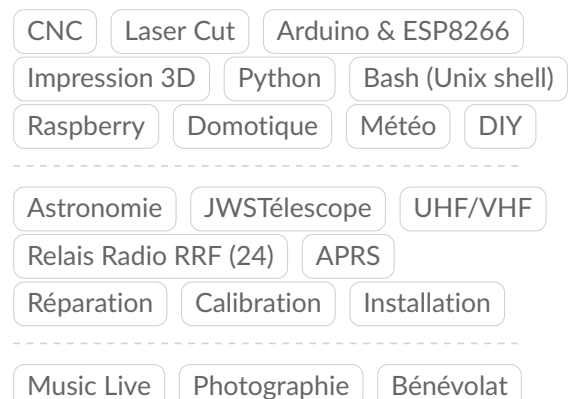 CNC Laser Cut Arduino & ESP8266
Impression 3D Python Bash (Unix shell)
Raspberry Domotique Météo DIY
Astronomie JWSTélescope UHF/VHF
Relais Radio RRF (24) APRS
Réparation Calibration Installation
Music Live Photographie Bénévolat